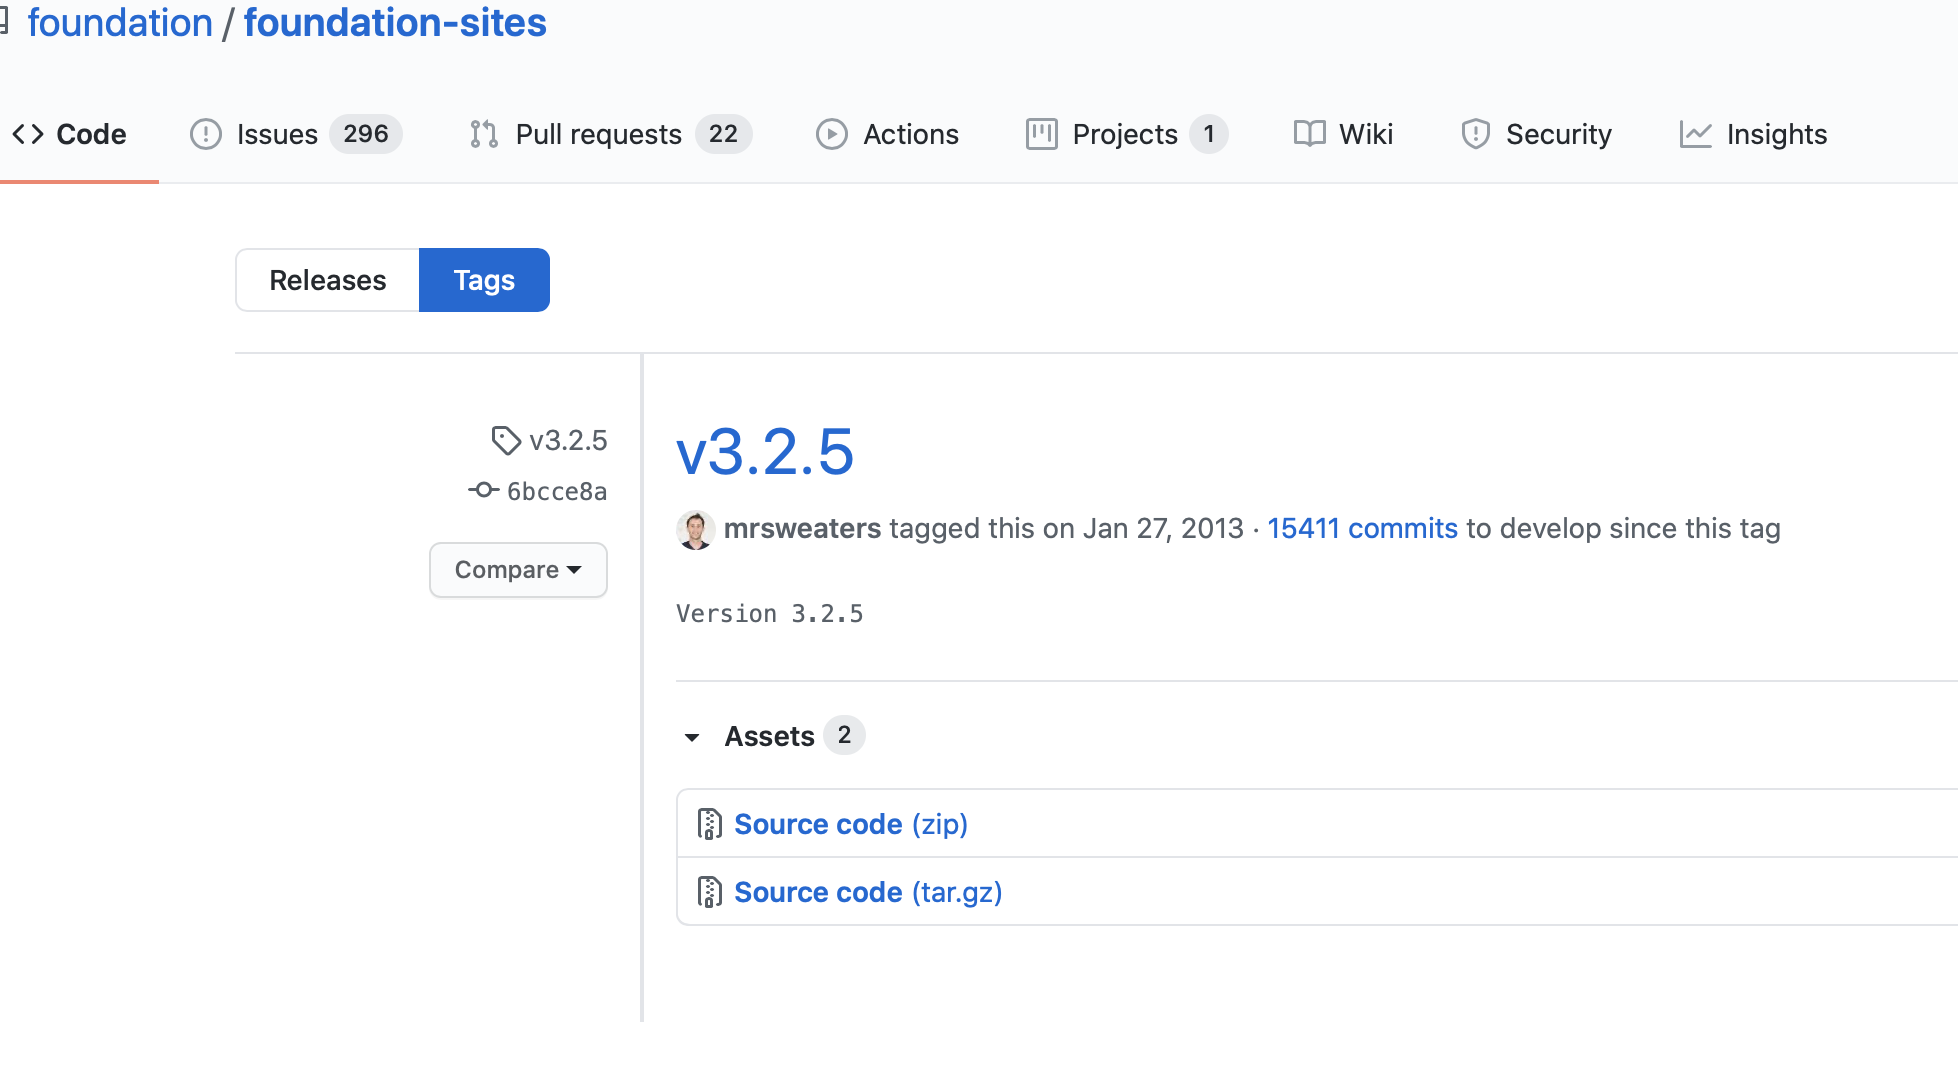 foundation / foundation-sites
Code Issues 296 Pull requests 22 Actions Projects 1 Wiki Security Insights
Releases Tags
v3.2.5
6bcce8a
Compare
v3.2.5
mrsweaters tagged this on Jan 27, 2013 · 15411 commits to develop since this tag
Version 3.2.5
Assets 2
Source code (zip)
Source code (tar.gz)